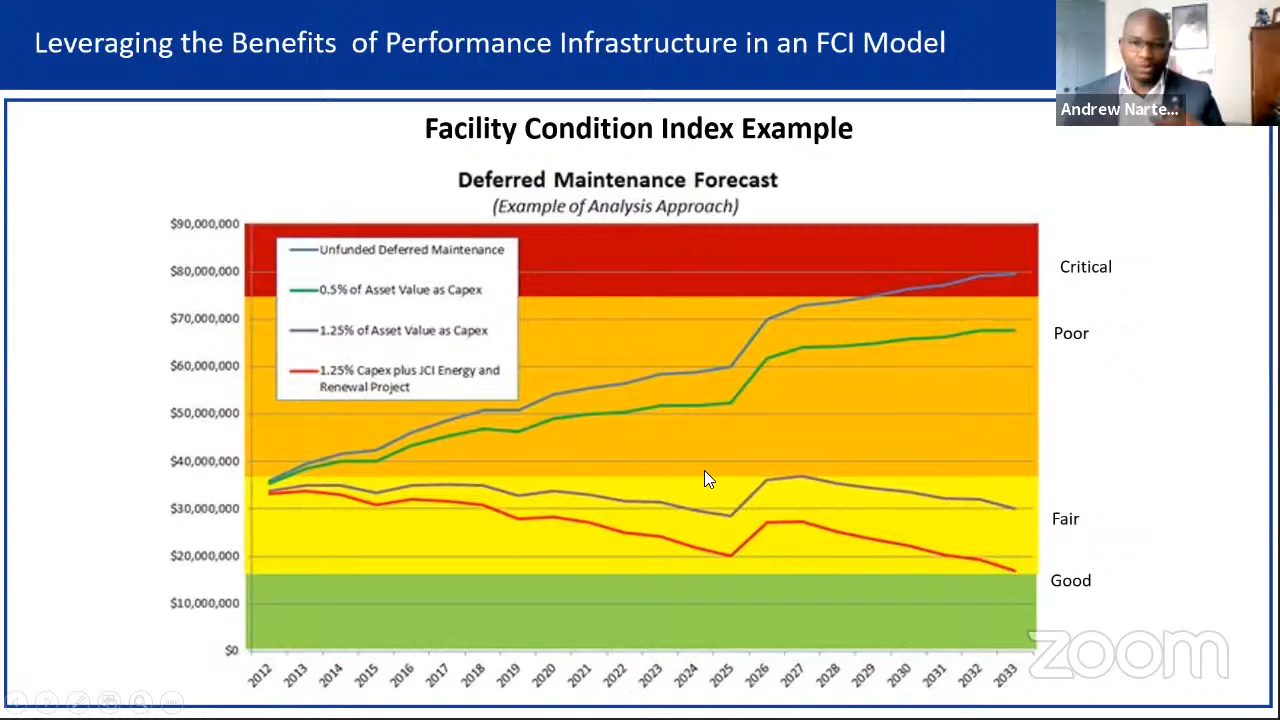 Leveraging the Benefits  of Performance Infrastructure in an FCI Model
Andrew Narte...
Facility Condition Index Example
Deferred Maintenance Forecast
(Example of Analysis Approach)
$90,000,000
$80,000,000
$70,000,000
$60,000,000
$50,000,000
$40,000,000
$30,000,000
$20,000,000
$10,000,000
$0
Unfunded Deferred Maintenance
0.5% of Asset Value as Capex
1.25% of Asset Value as Capex
1.25% Capex plus JCI Energy and
Renewal Project
Critical
Poor
Fair
Good
2012
2013
2014
2015
2016
2017
2018
2019
2020
2021
2022
2023
2024
2025
2026
2027
2028
2029
2030
2031
2032
2033
zoom